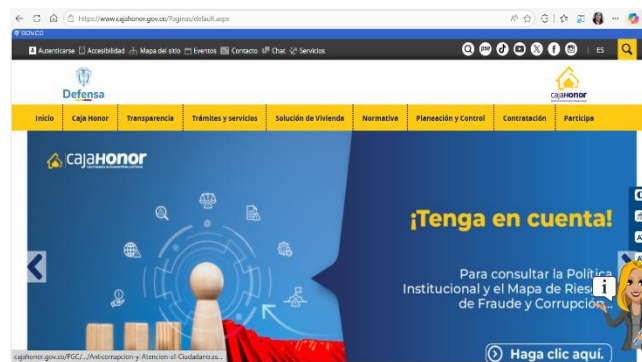 https://www.cajahonor.gov.co/Paginas/default.aspx
GOV.CO
Autenticarse Accesibilidad Mapa del sitio Eventos Contacto Chat Servicios ES
Defensa
CAJAHONOR
Inicio Caja Honor Transparencia Trámites y servicios Solución de Vivienda Normativa Planeación y Control Contratación Participa
CAJAHONOR
¡Tenga en cuenta!
Para consultar la Política
Institucional y el Mapa de
de Fraude y Corrupción...
Haga clic aquí.
i
cajahonor.gov.co/PGC/.../Anticorrupcion-y-Atencion-al-Ciudadano.as...